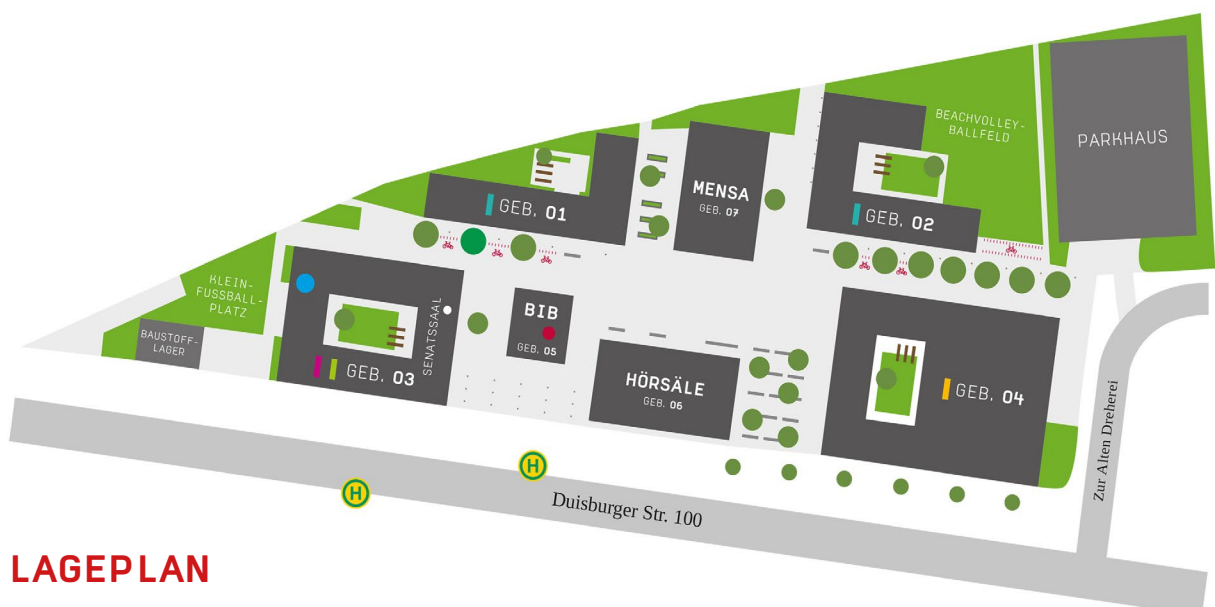 BEACHVOLLEY-
BALLFELD
PARKHAUS
MENSA
GEB. 07
GEB. 01
GEB. 02
KLEIN-
FUSSBALL-
PLATZ
BAUSTOFF-
LAGER
SENATSSAAL
GEB. 03
BIB
GEB. 05
HÖRSÄLE
GEB. 06
GEB. 04
Zur Alten Dreherei
H
H
Duisburger Str. 100
LAGEPLAN